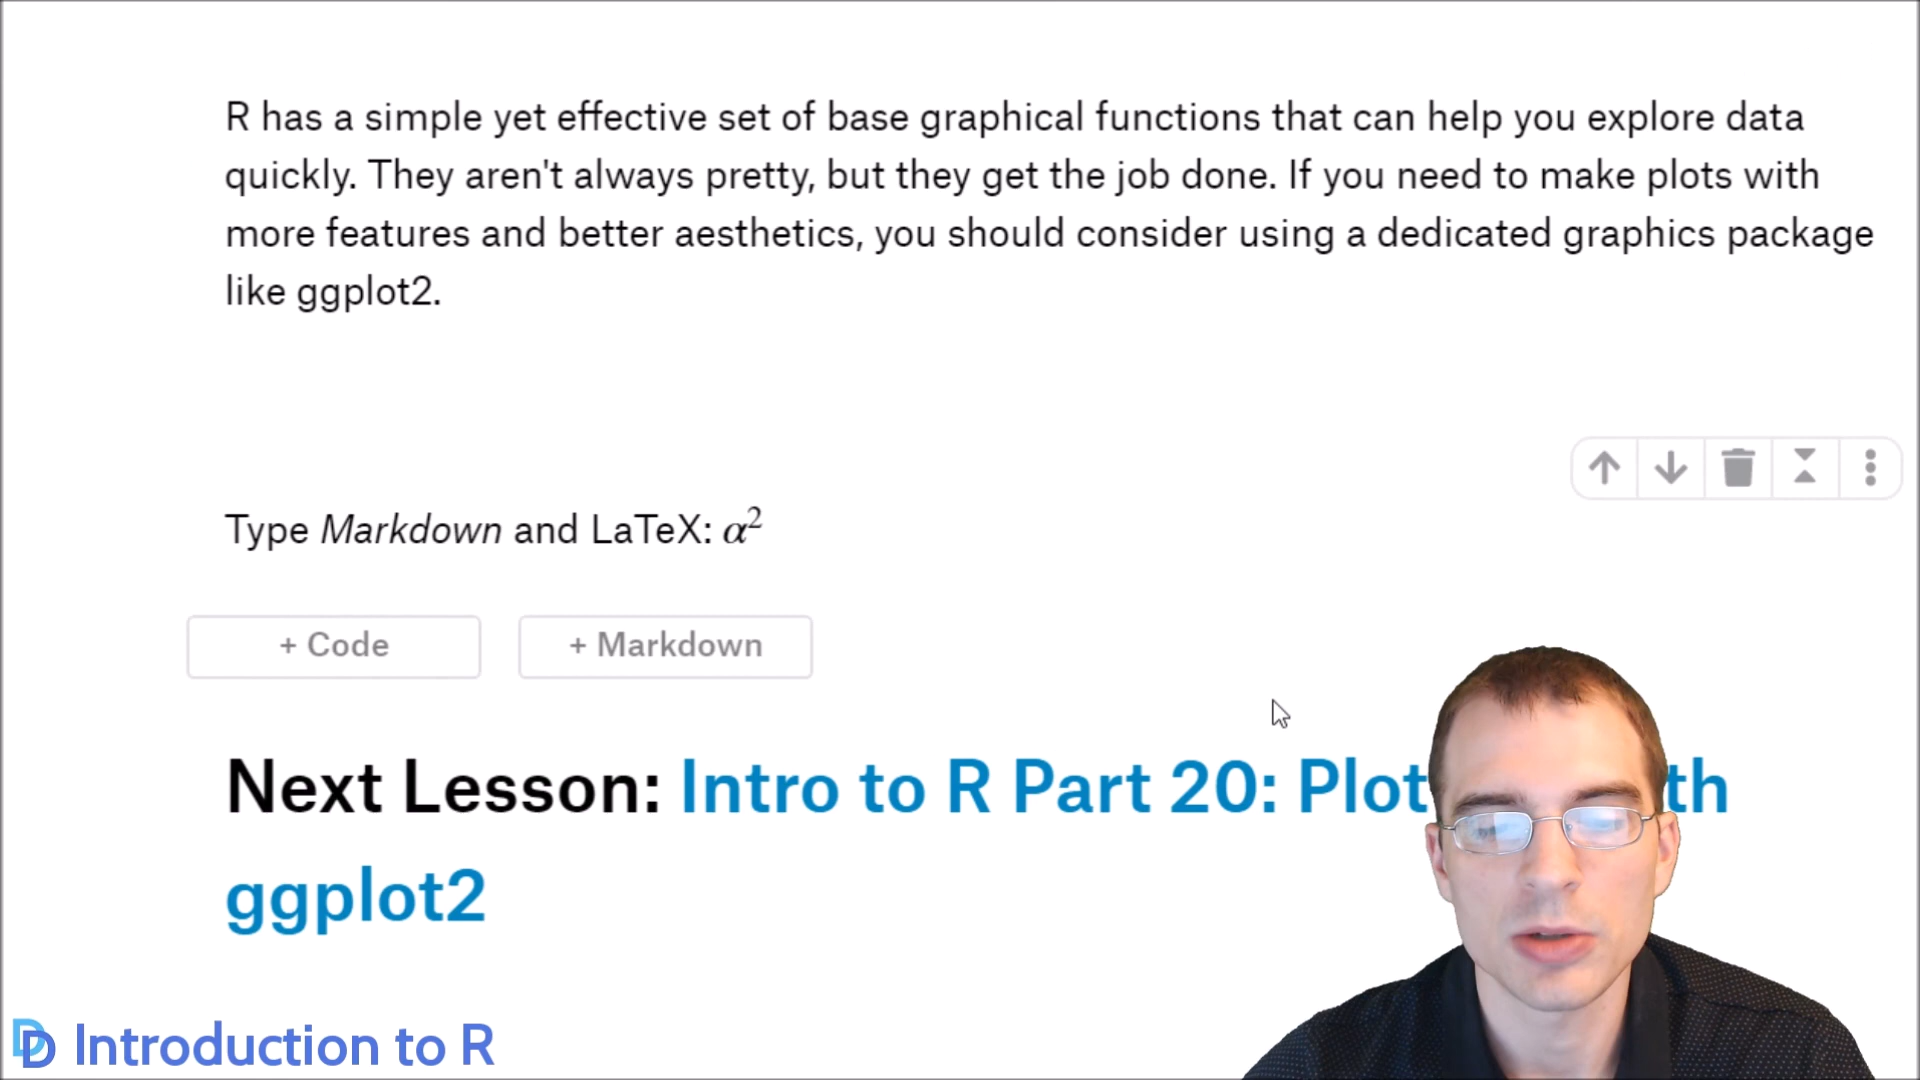 R has a simple yet effective set of base graphical functions that can help you explore data
quickly. They aren't always pretty, but they get the job done. If you need to make plots with
more features and better aesthetics, you should consider using a dedicated graphics package
like ggplot2.
Type Markdown and LaTeX: α²
+ Code
+ Markdown
Next Lesson: Intro to R Part 20:
ggplot2
Introduction to R